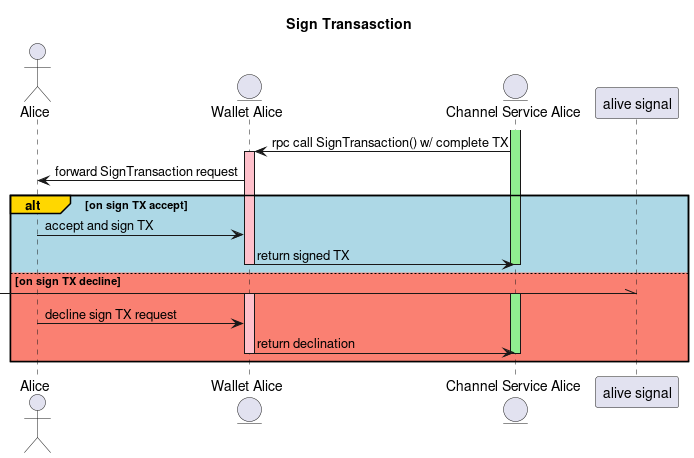 Sign Transasction
Alice
Wallet Alice
Channel Service Alice
alive signal
rpc call SignTransaction() w/ complete TX
forward SignTransaction request
alt [on sign TX accept]
accept and sign TX
return signed TX
[on sign TX decline]
decline sign TX request
return declination
Alice
Wallet Alice
Channel Service Alice
alive signal